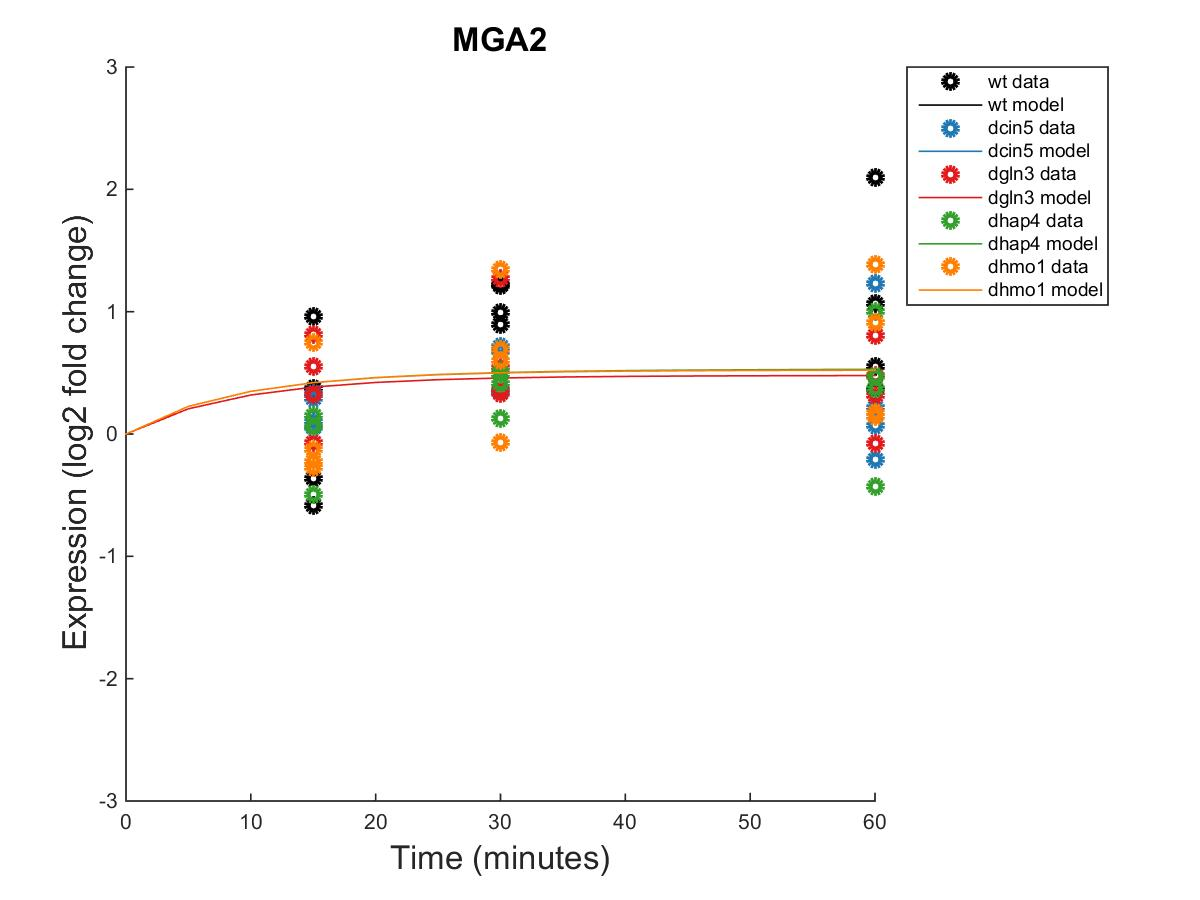 MGA2
3
2
1
0
-1
-2
-3
0 10 20 30 40 50 60
Time (minutes)
Expression (log2 fold change)
wt data
wt model
dcin5 data
dcin5 model
dgln3 data
dgln3 model
dhap4 data
dhap4 model
dhmo1 data
dhmo1 model